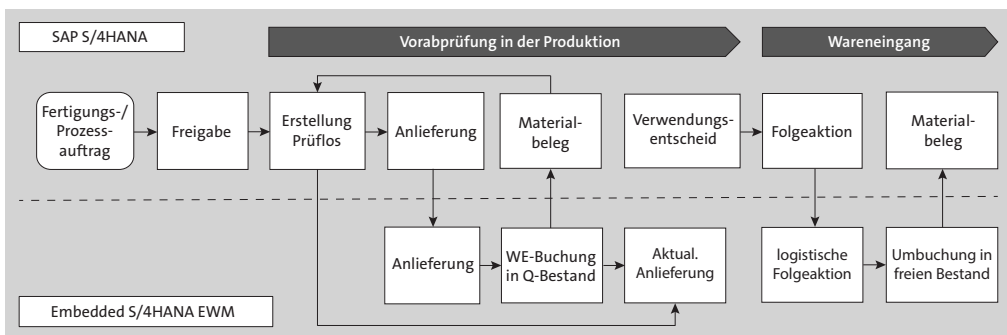 SAP S/4HANA
Vorabprüfung in der Produktion
Wareneingang
Fertigungs-/
Prozess-
auftrag
Freigabe
Erstellung
Prüflos
Anlieferung
Material-
beleg
Verwendungs-
entscheid
Folgeaktion
Material-
beleg
Anlieferung
WE-Buchung
in Q-Bestand
Aktual.
Anlieferung
logistische
Folgeaktion
Umbuchung in
freien Bestand
Embedded S/4HANA EWM